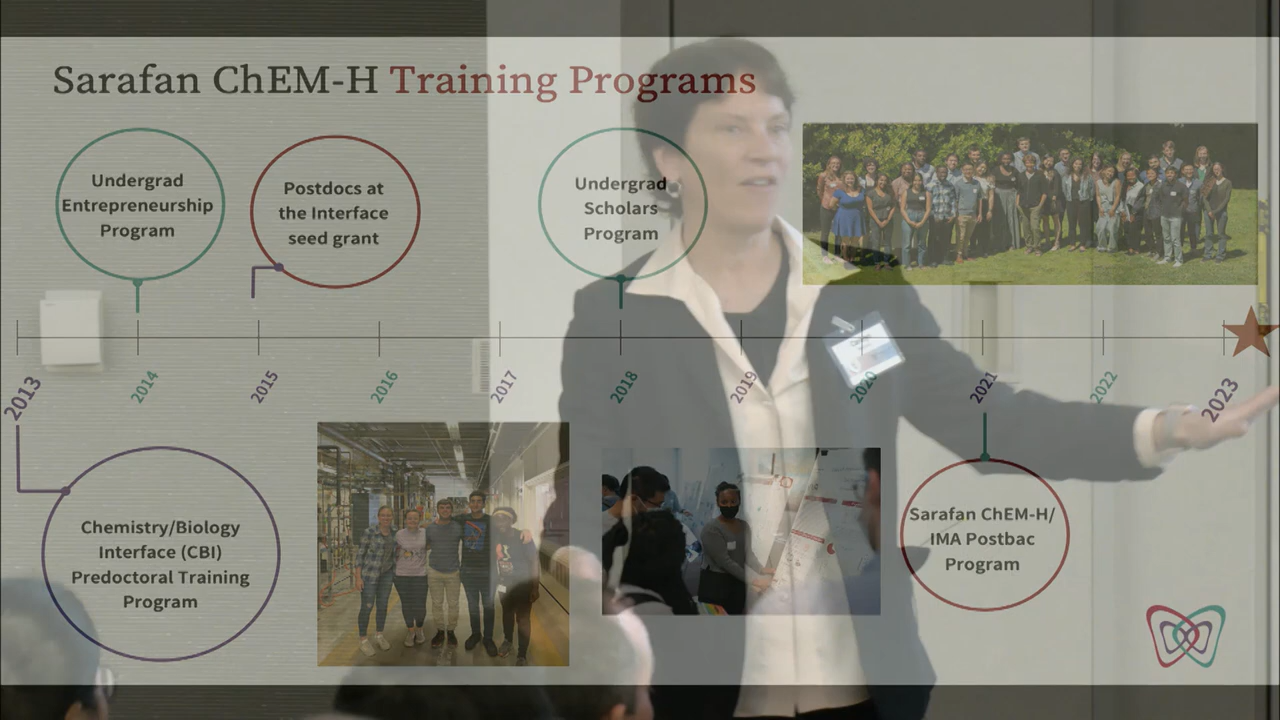 Sarafan ChEM-H Training Programs
Undergrad
Entrepreneurship
Program
Postdocs at
the Interface
seed grant
Undergrad
Scholars
Program
2013
2014
2015
2016
2017
2018
2019
2020
2021
2022
2023
Chemistry/Biology
Interface (CBI)
Predoctoral Training
Program
Sarafan ChEM-H/
IMA Postbac
Program